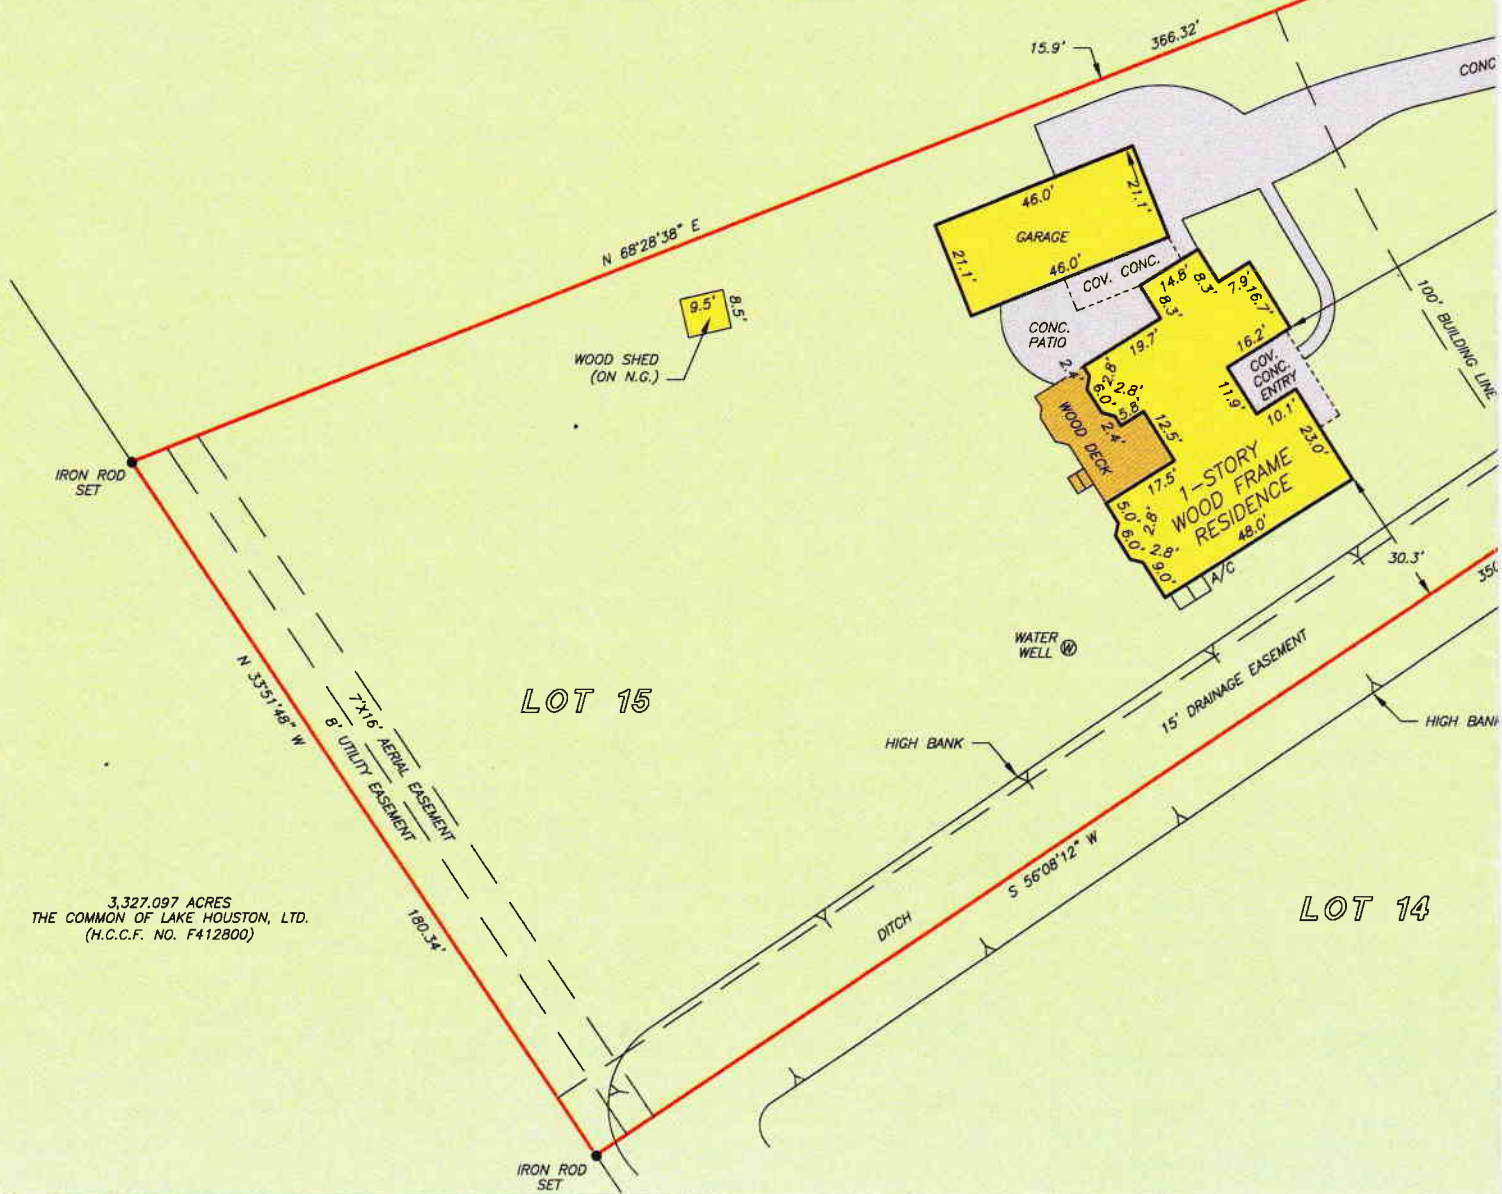 366.32'
15.9'
CONC
46.0'
21.1'
GARAGE
21.1'
46.0'
COV. CONC.
N 68°28'38" E
14.8'
8.3'
7.9'
16.7'
8.3'
100' BUILDING LINE
9.5'
8.5'
CONC.
PATIO
19.7'
16.2'
WOOD SHED
(ON N.G.)
2.4'
2.8'
6.0'
2.8'
5.8'
2.4'
COV.
CONC.
ENTRY
11.9'
10.1'
WOOD DECK
12.5'
23.0'
IRON ROD
SET
17.5'
1-STORY
WOOD FRAME
RESIDENCE
48.0'
5.0'
2.8'
6.0'
2.8'
9.0'
A/C
30.3'
350
WATER
WELL W
N 33°51'48" W
7'X16' AERIAL EASEMENT
8' UTILITY EASEMENT
LOT 15
15' DRAINAGE EASEMENT
HIGH BANK
HIGH BAN
S 56°08'12" W
3,327.097 ACRES
THE COMMON OF LAKE HOUSTON, LTD.
(H.C.C.F. NO. F412800)
180.34'
DITCH
LOT 14
IRON ROD
SET